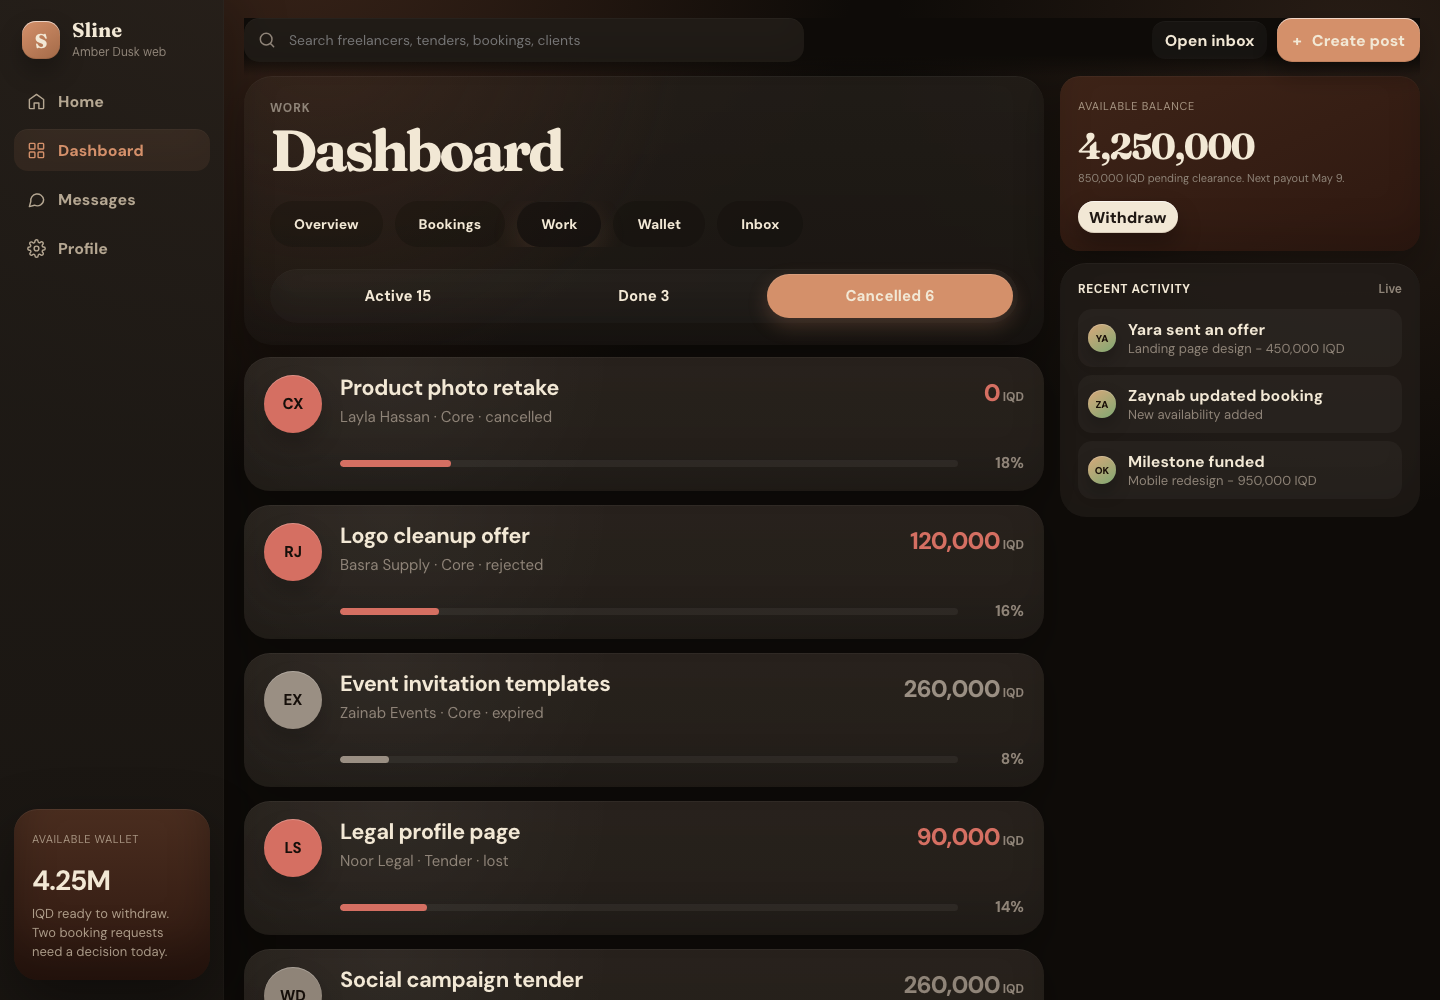 S
Sline
Amber Dusk web
Home
Dashboard
Messages
Profile
AVAILABLE WALLET
4.25M
IQD ready to withdraw.
Two booking requests
need a decision today.
Search freelancers, tenders, bookings, clients
Open inbox
+ Create post
WORK
Dashboard
Overview
Bookings
Work
Wallet
Inbox
Active 15
Done 3
Cancelled 6
CX
Product photo retake
0 IQD
Layla Hassan · Core · cancelled
18%
RJ
Logo cleanup offer
120,000 IQD
Basra Supply · Core · rejected
16%
EX
Event invitation templates
260,000 IQD
Zainab Events · Core · expired
8%
LS
Legal profile page
90,000 IQD
Noor Legal · Tender · lost
14%
WD
Social campaign tender
260,000 IQD
AVAILABLE BALANCE
4,250,000
850,000 IQD pending clearance. Next payout May 9.
Withdraw
RECENT ACTIVITY
Live
YA
Yara sent an offer
Landing page design - 450,000 IQD
ZA
Zaynab updated booking
New availability added
OK
Milestone funded
Mobile redesign - 950,000 IQD